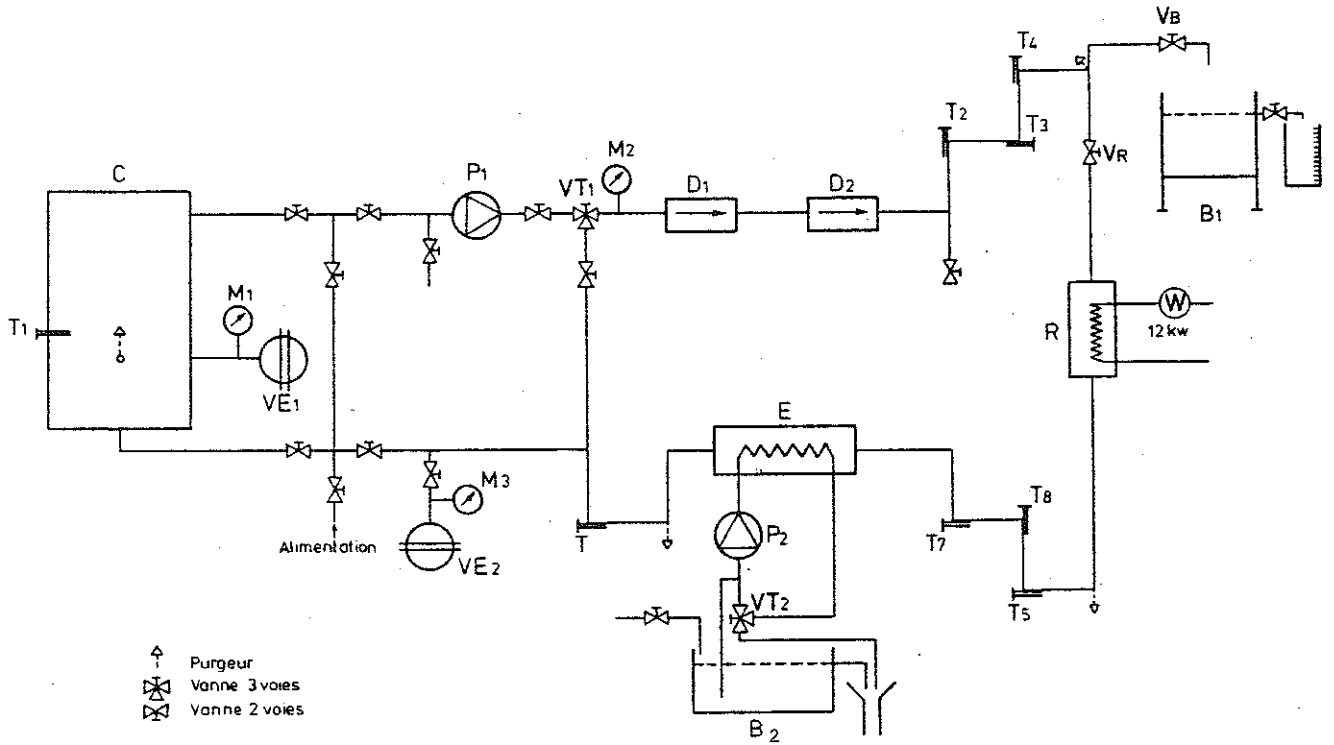 VB
T4
T2
T3
C
P1
VT1
M2
D1
D2
VR
B1
M1
T1
VE1
R
W
12 kw
E
M3
T8
T
P2
T7
Alimentation
VE2
VT2
T5
Purgeur
Vanne 3 voies
Vanne 2 voies
B2